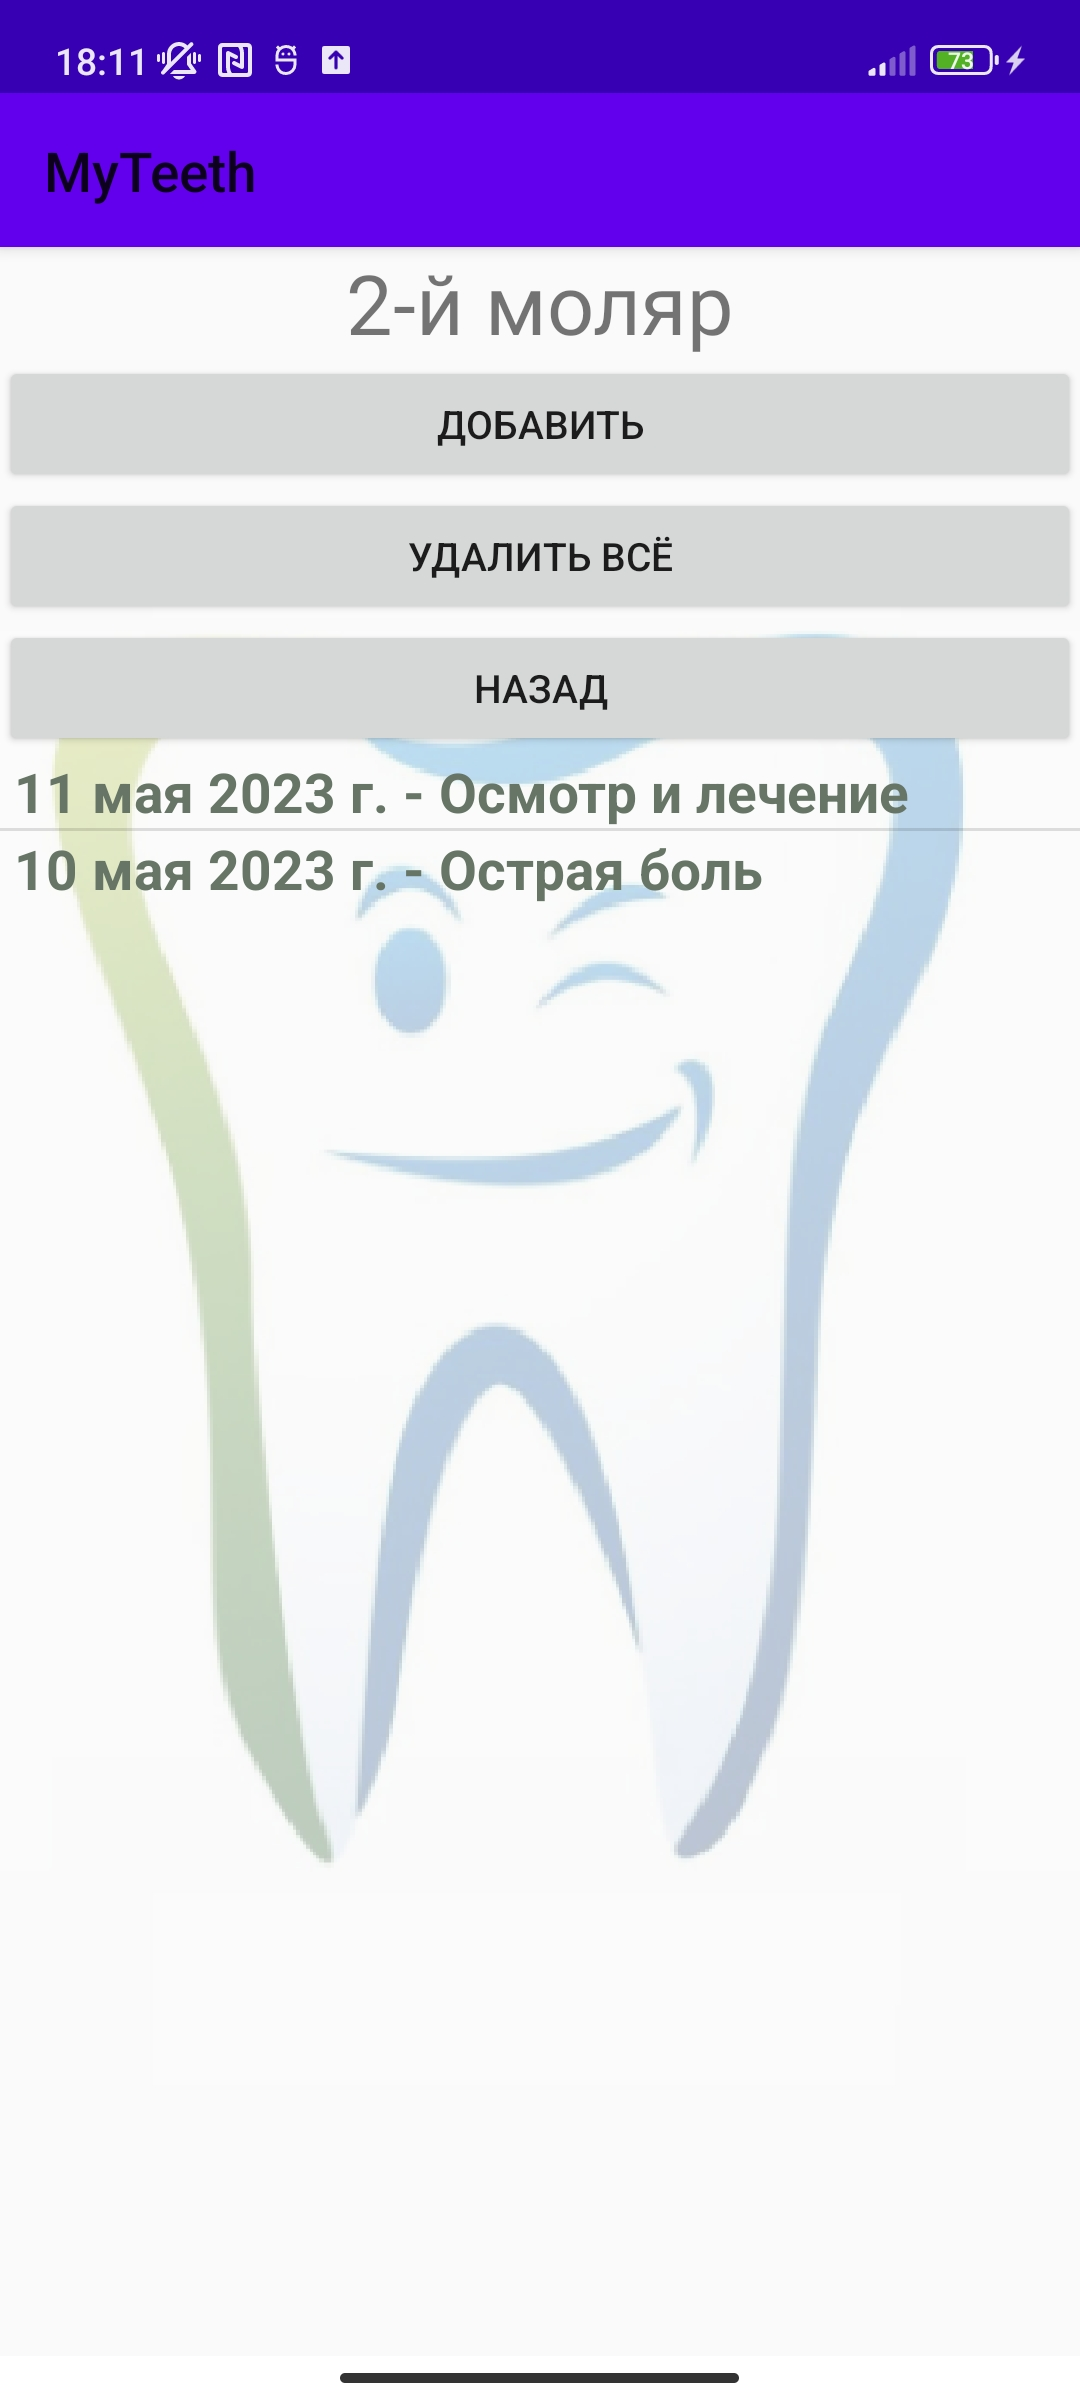 18:11
73
MyTeeth
2-й моляр
ДОБАВИТЬ
УДАЛИТЬ ВСЁ
НАЗАД
11 мая 2023 г. - Осмотр и лечение
10 мая 2023 г. - Острая боль